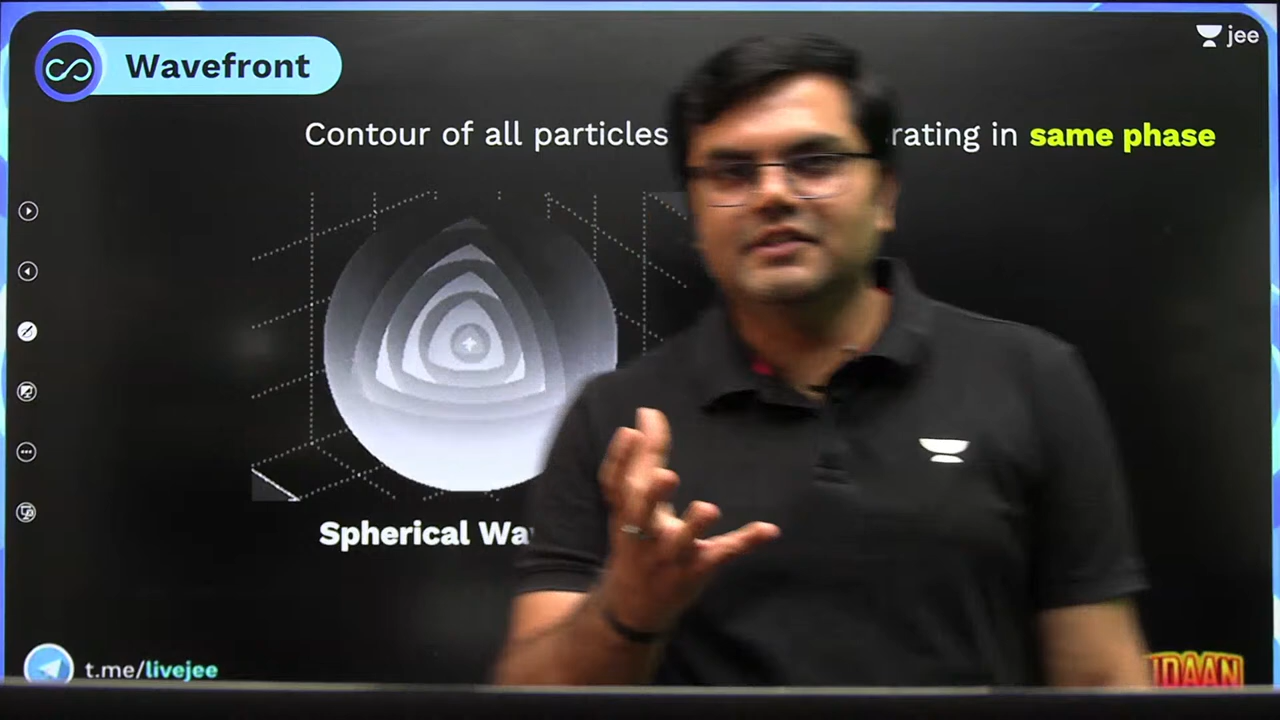 jee
Wavefront
Contour of all particles rating in same phase
Spherical Wa
t.me/livejee
IDAAN